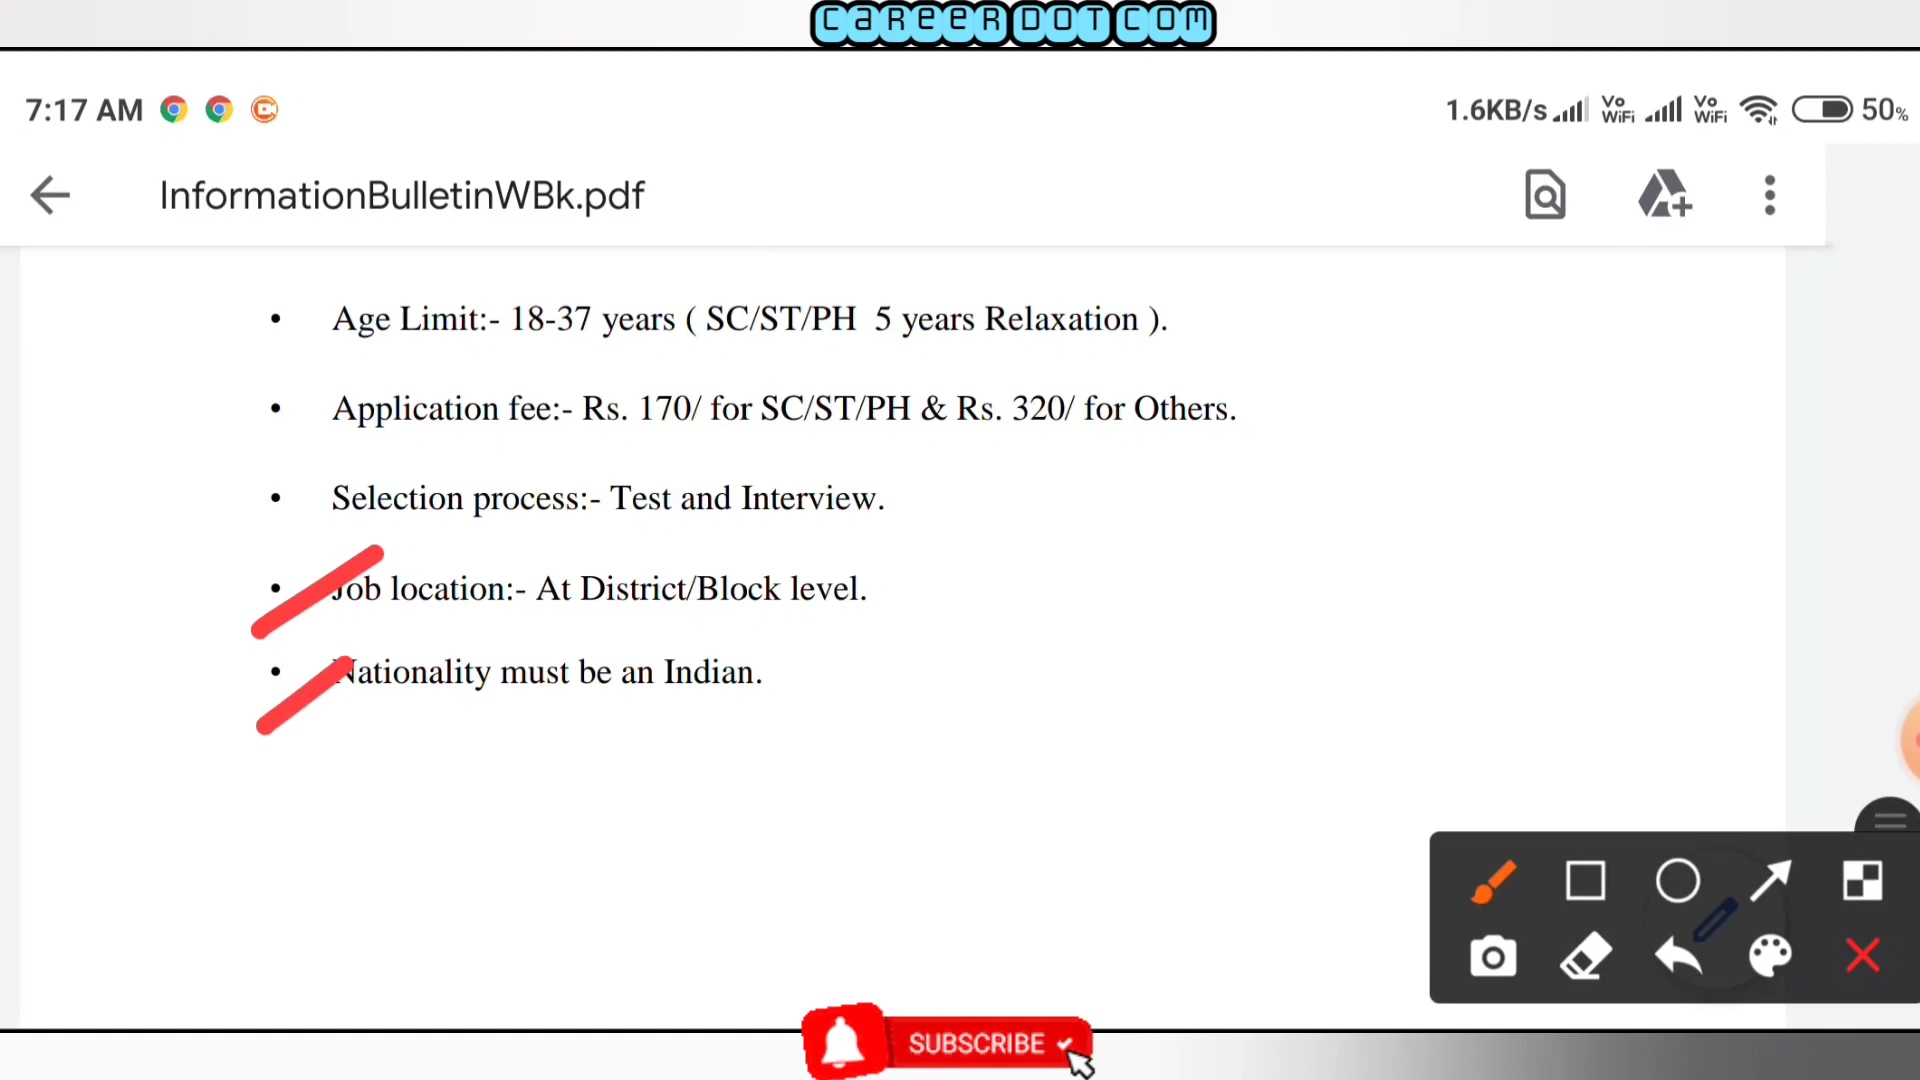 CaReeR DOT COM
7:17 AM 1.6KB/s Vo WiFi Vo WiFi 50%
InformationBulletinWBk.pdf
• Age Limit:- 18-37 years ( SC/ST/PH 5 years Relaxation ).
• Application fee:- Rs. 170/ for SC/ST/PH & Rs. 320/ for Others.
• Selection process:- Test and Interview.
• Job location:- At District/Block level.
• Nationality must be an Indian.
SUBSCRIBE